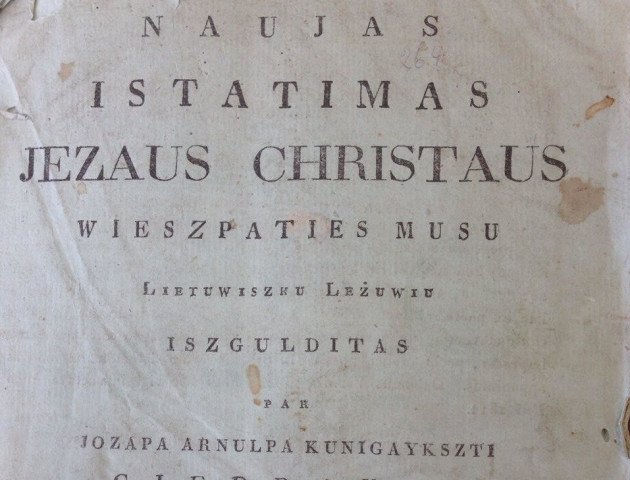 NAUJAS
ISTATIMAS
JEZAUS CHRISTAUS
WIESZPATIES MUSU
LIETUWISZKU LEŻUWIU
ISZGULDITAS
PAR
JOZAPA ARNULPA KUNIGAYKSZTI